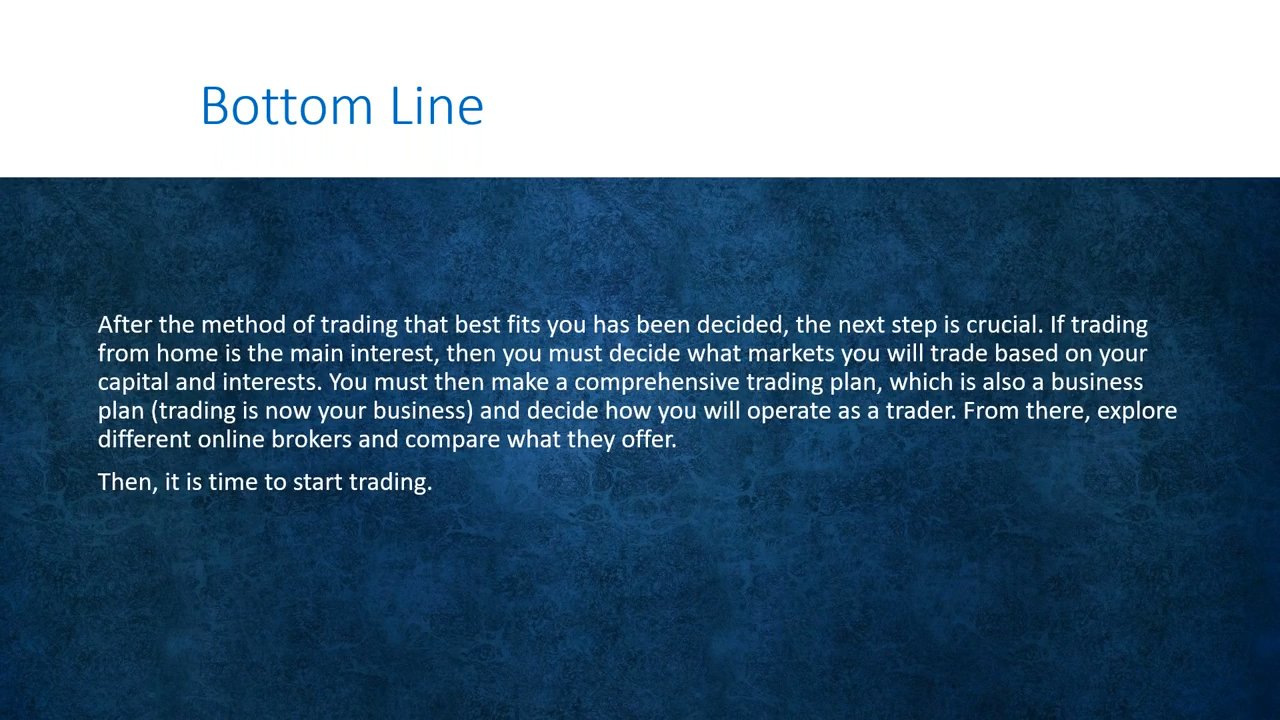 Bottom Line
After the method of trading that best fits you has been decided, the next step is crucial. If trading
from home is the main interest, then you must decide what markets you will trade based on your
capital and interests. You must then make a comprehensive trading plan, which is also a business
plan (trading is now your business) and decide how you will operate as a trader. From there, explore
different online brokers and compare what they offer.
Then, it is time to start trading.